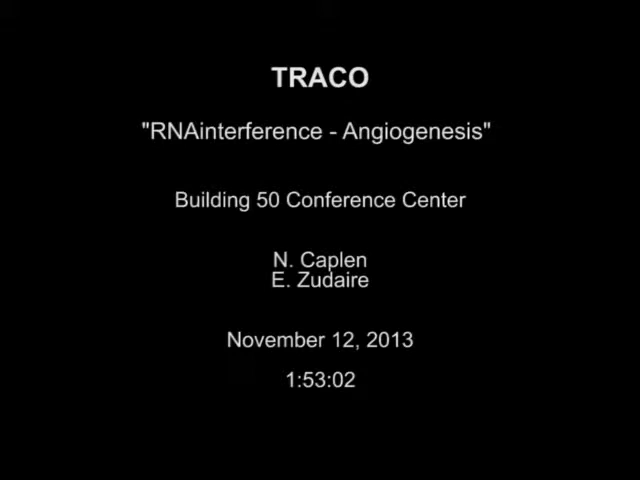 TRACO
"RNAinterference - Angiogenesis"
Building 50 Conference Center
N. Caplen
E. Zudaire
November 12, 2013
1:53:02